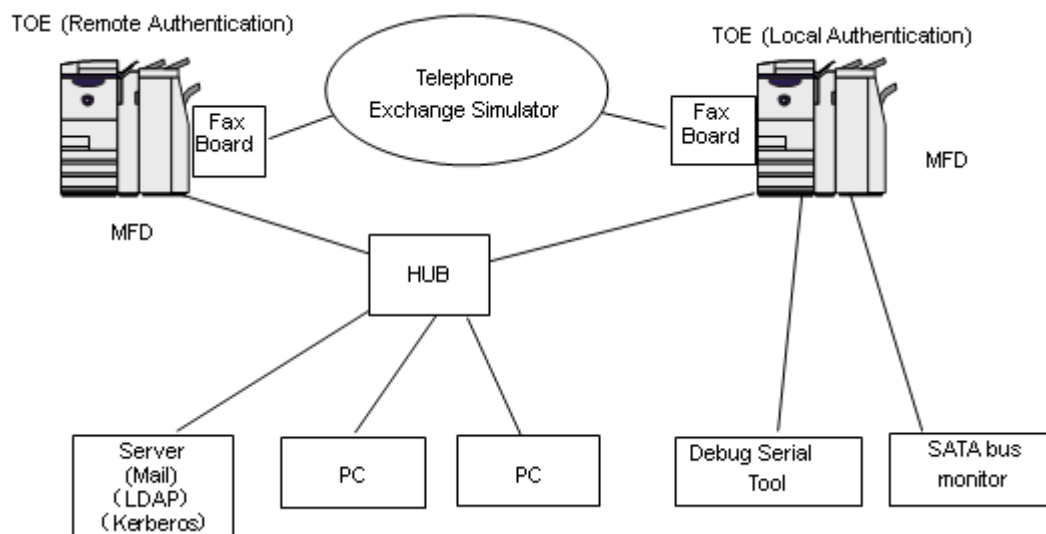 TOE (Remote Authentication)
TOE (Local Authentication)
Telephone
Exchange Simulator
Fax
Board
Fax
Board
MFD
MFD
HUB
Server
(Mail)
(LDAP)
(Kerberos)
PC
PC
Debug Serial
Tool
SATA bus
monitor